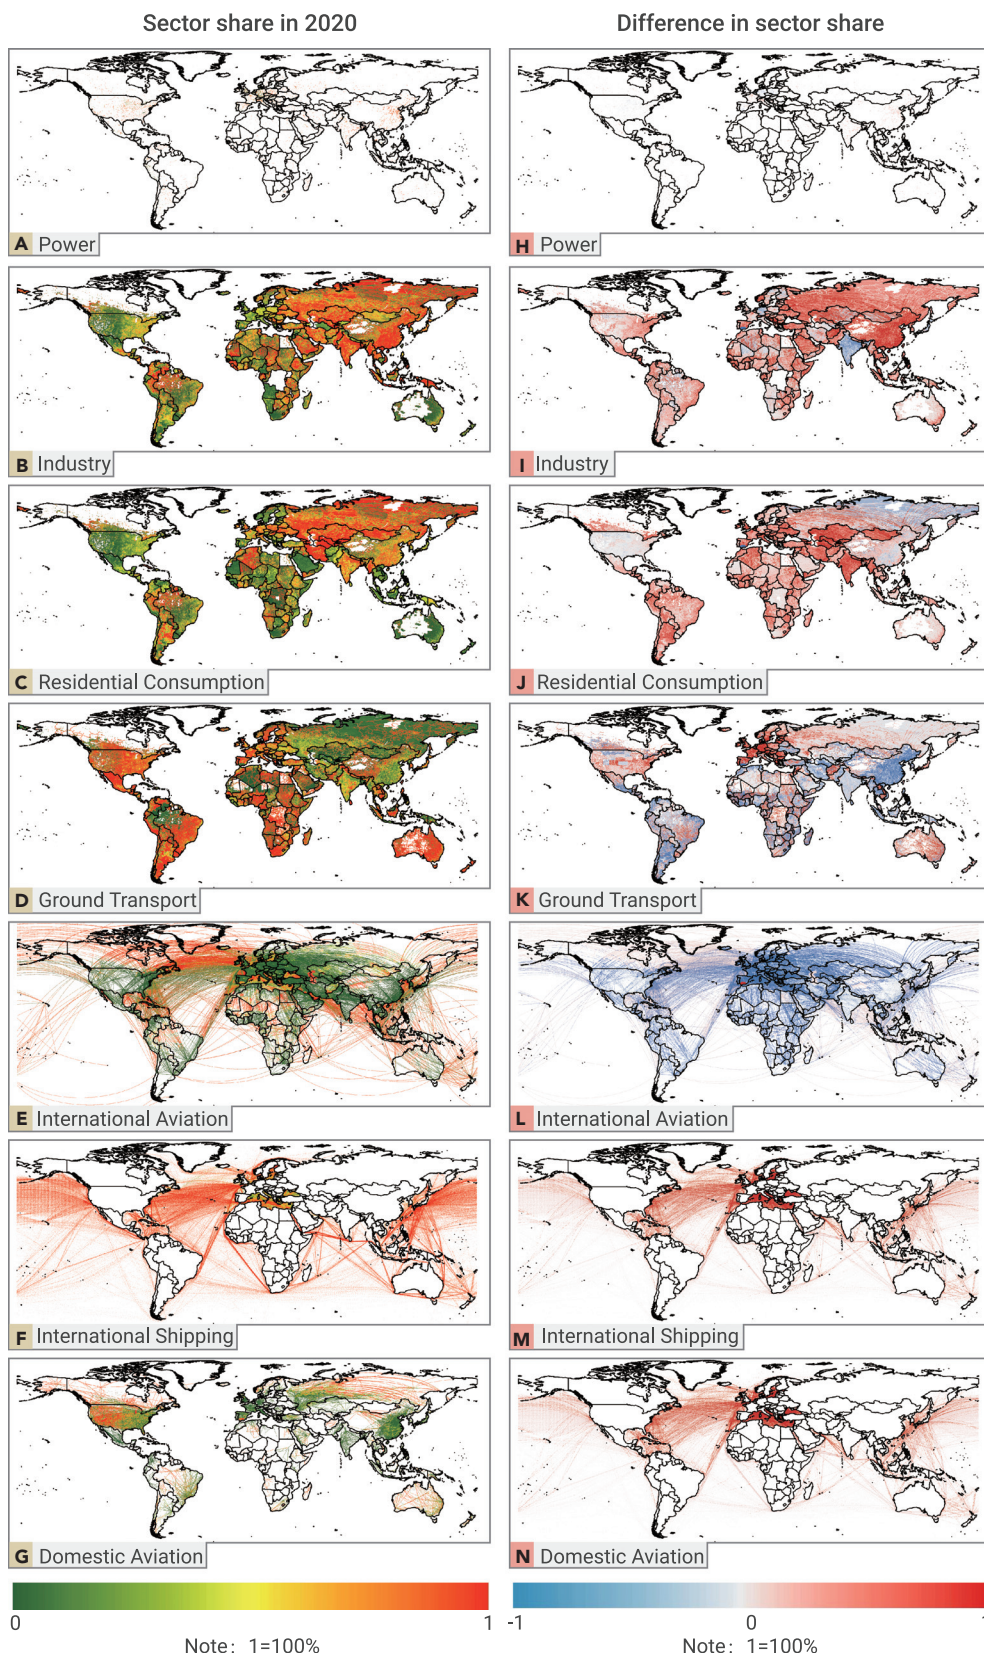 Sector share in 2020
Difference in sector share
A Power
H Power
B Industry
I Industry
C Residential Consumption
J Residential Consumption
D Ground Transport
K Ground Transport
E International Aviation
L International Aviation
F International Shipping
M International Shipping
G Domestic Aviation
N Domestic Aviation
0 1
-1 0 1
Note: 1=100%
Note: 1=100%